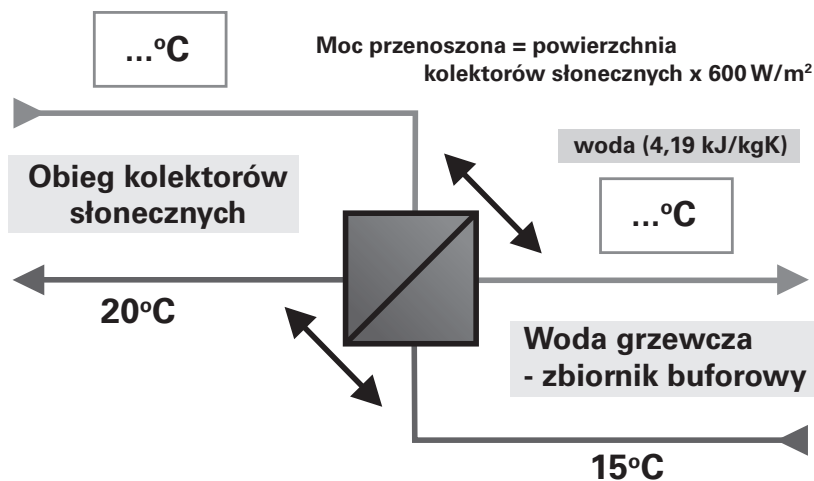 ...°C
Moc przenoszona = powierzchnia
kolektorów słonecznych x 600 W/m²
woda (4,19 kJ/kgK)
Obieg kolektorów
słonecznych
...°C
20°C
Woda grzewcza
- zbiornik buforowy
15°C